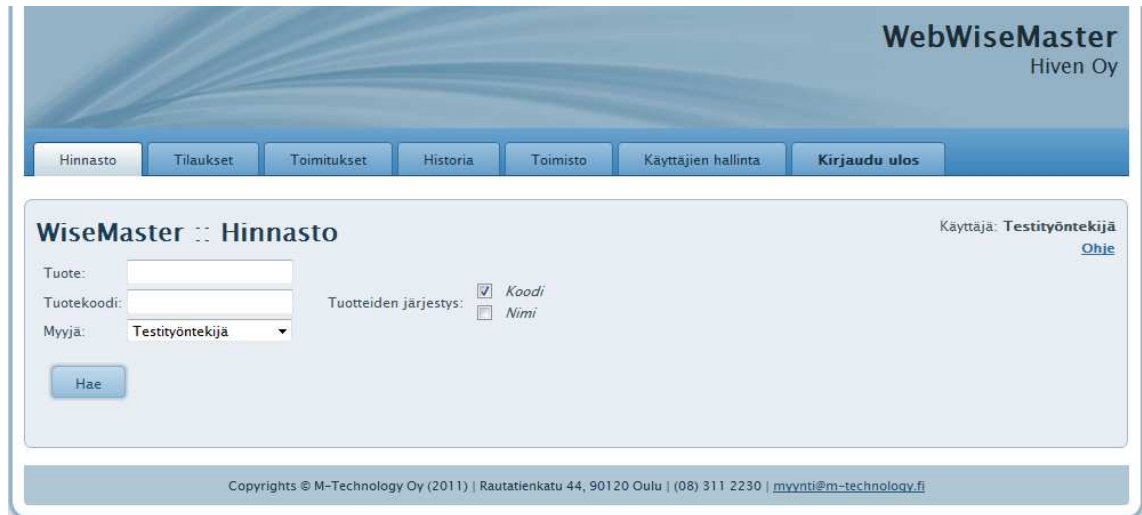 WebWiseMaster
Hiven Oy
Hinnasto Tilaukset Toimitukset Historia Toimisto Käyttäjien hallinta Kirjaudu ulos
WiseMaster :: Hinnasto
Käyttäjä: Testityöntekijä
Ohje
Tuote:
Tuotekoodi:
Myyjä: Testityöntekijä
Tuotteiden järjestys:
Koodi
Nimi
Hae
Copyrights © M-Technology Oy (2011) | Rautatienkatu 44, 90120 Oulu | (08) 311 2230 | myynti@m-technology.fi